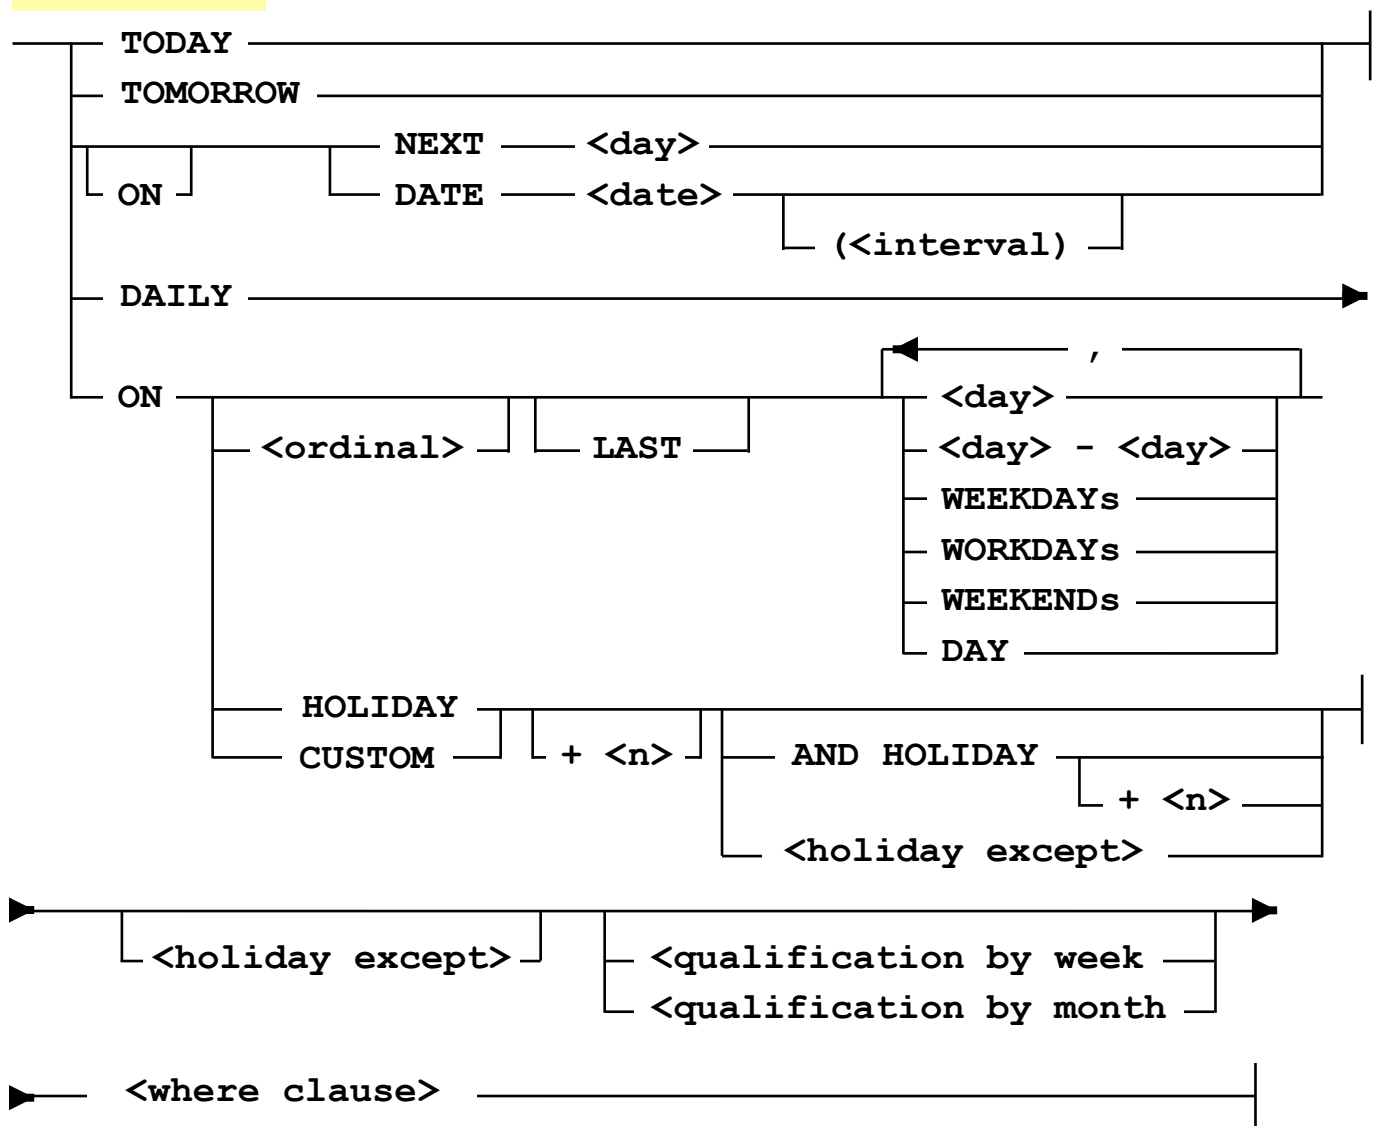 TODAY
TOMORROW
NEXT <day>
ON DATE <date>
(<interval)
DAILY
,
ON <day>
<ordinal> LAST <day> - <day>
WEEKDAYs
WORKDAYs
WEEKENDs
DAY
HOLIDAY
CUSTOM + <n> AND HOLIDAY
+ <n>
<holiday except>
<holiday except> <qualification by week
<qualification by month
<where clause>